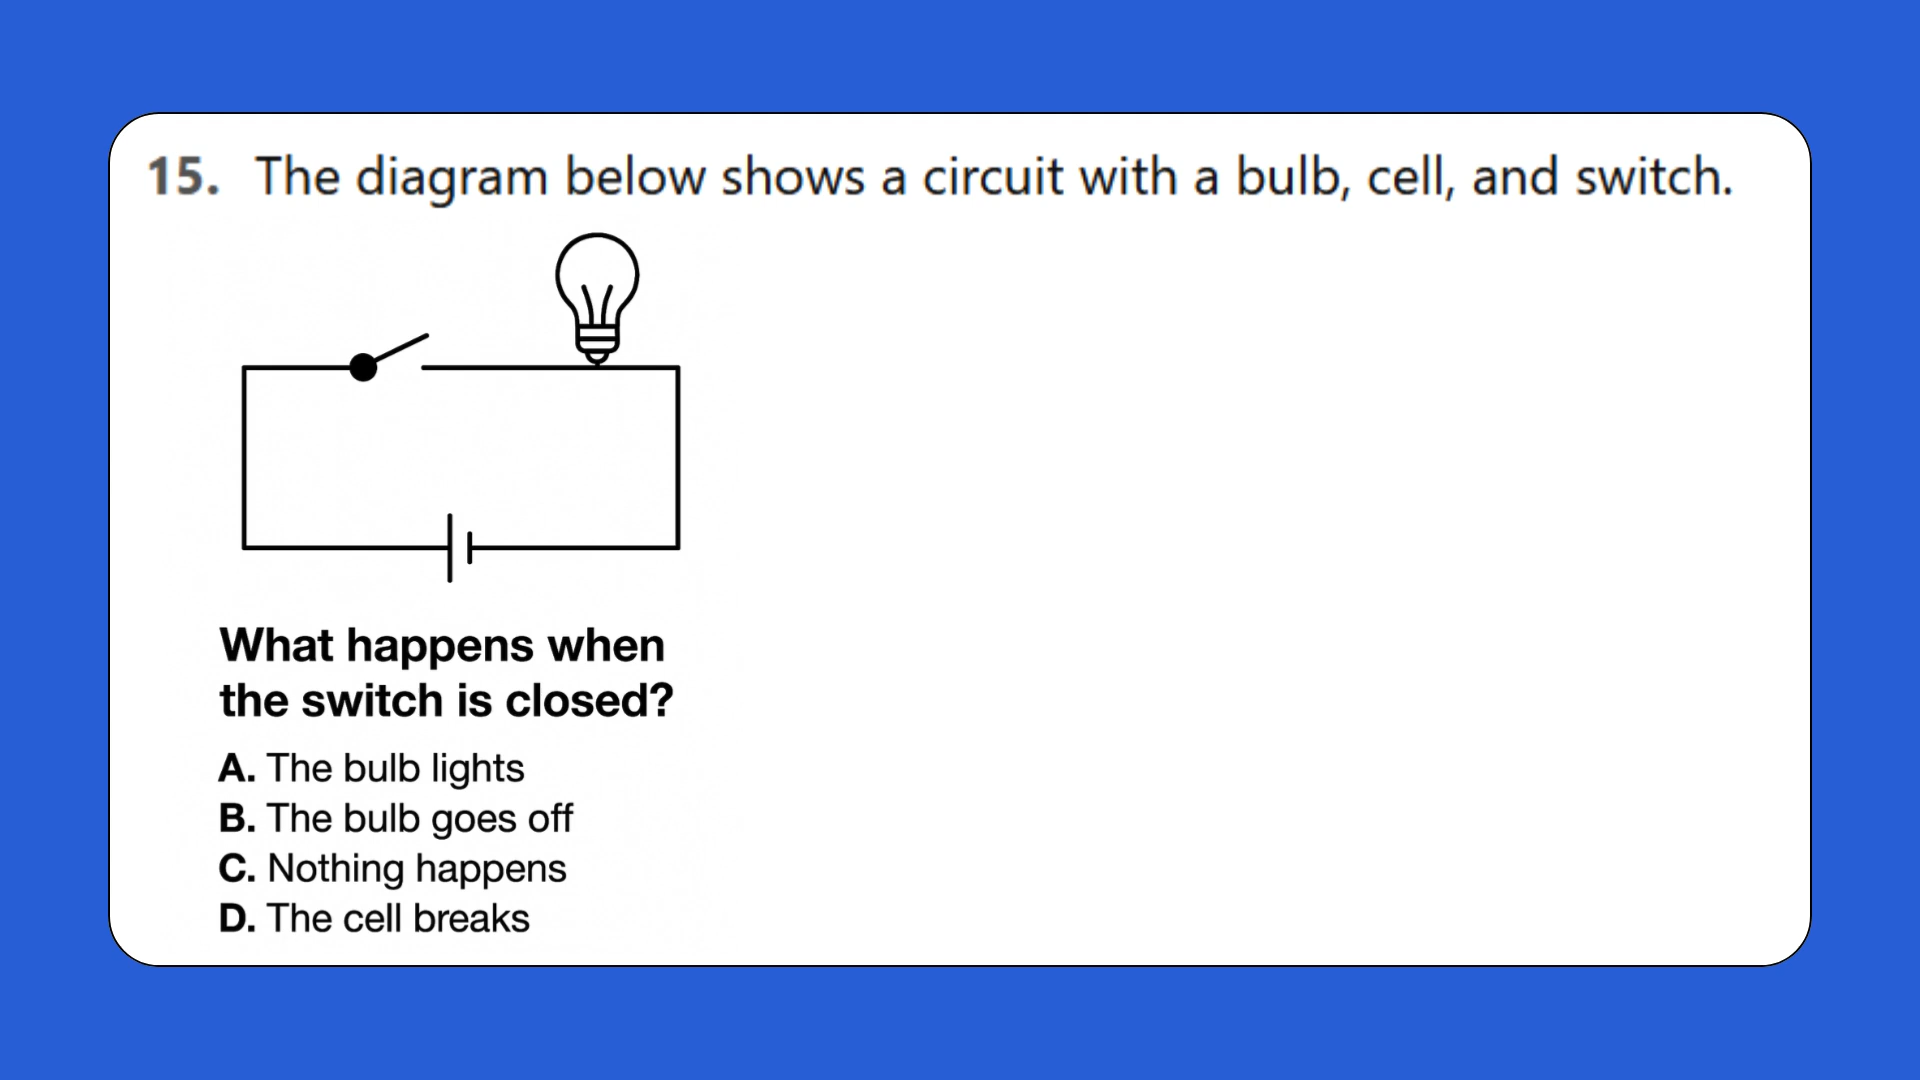 15. The diagram below shows a circuit with a bulb, cell, and switch.
What happens when
the switch is closed?
A. The bulb lights
B. The bulb goes off
C. Nothing happens
D. The cell breaks